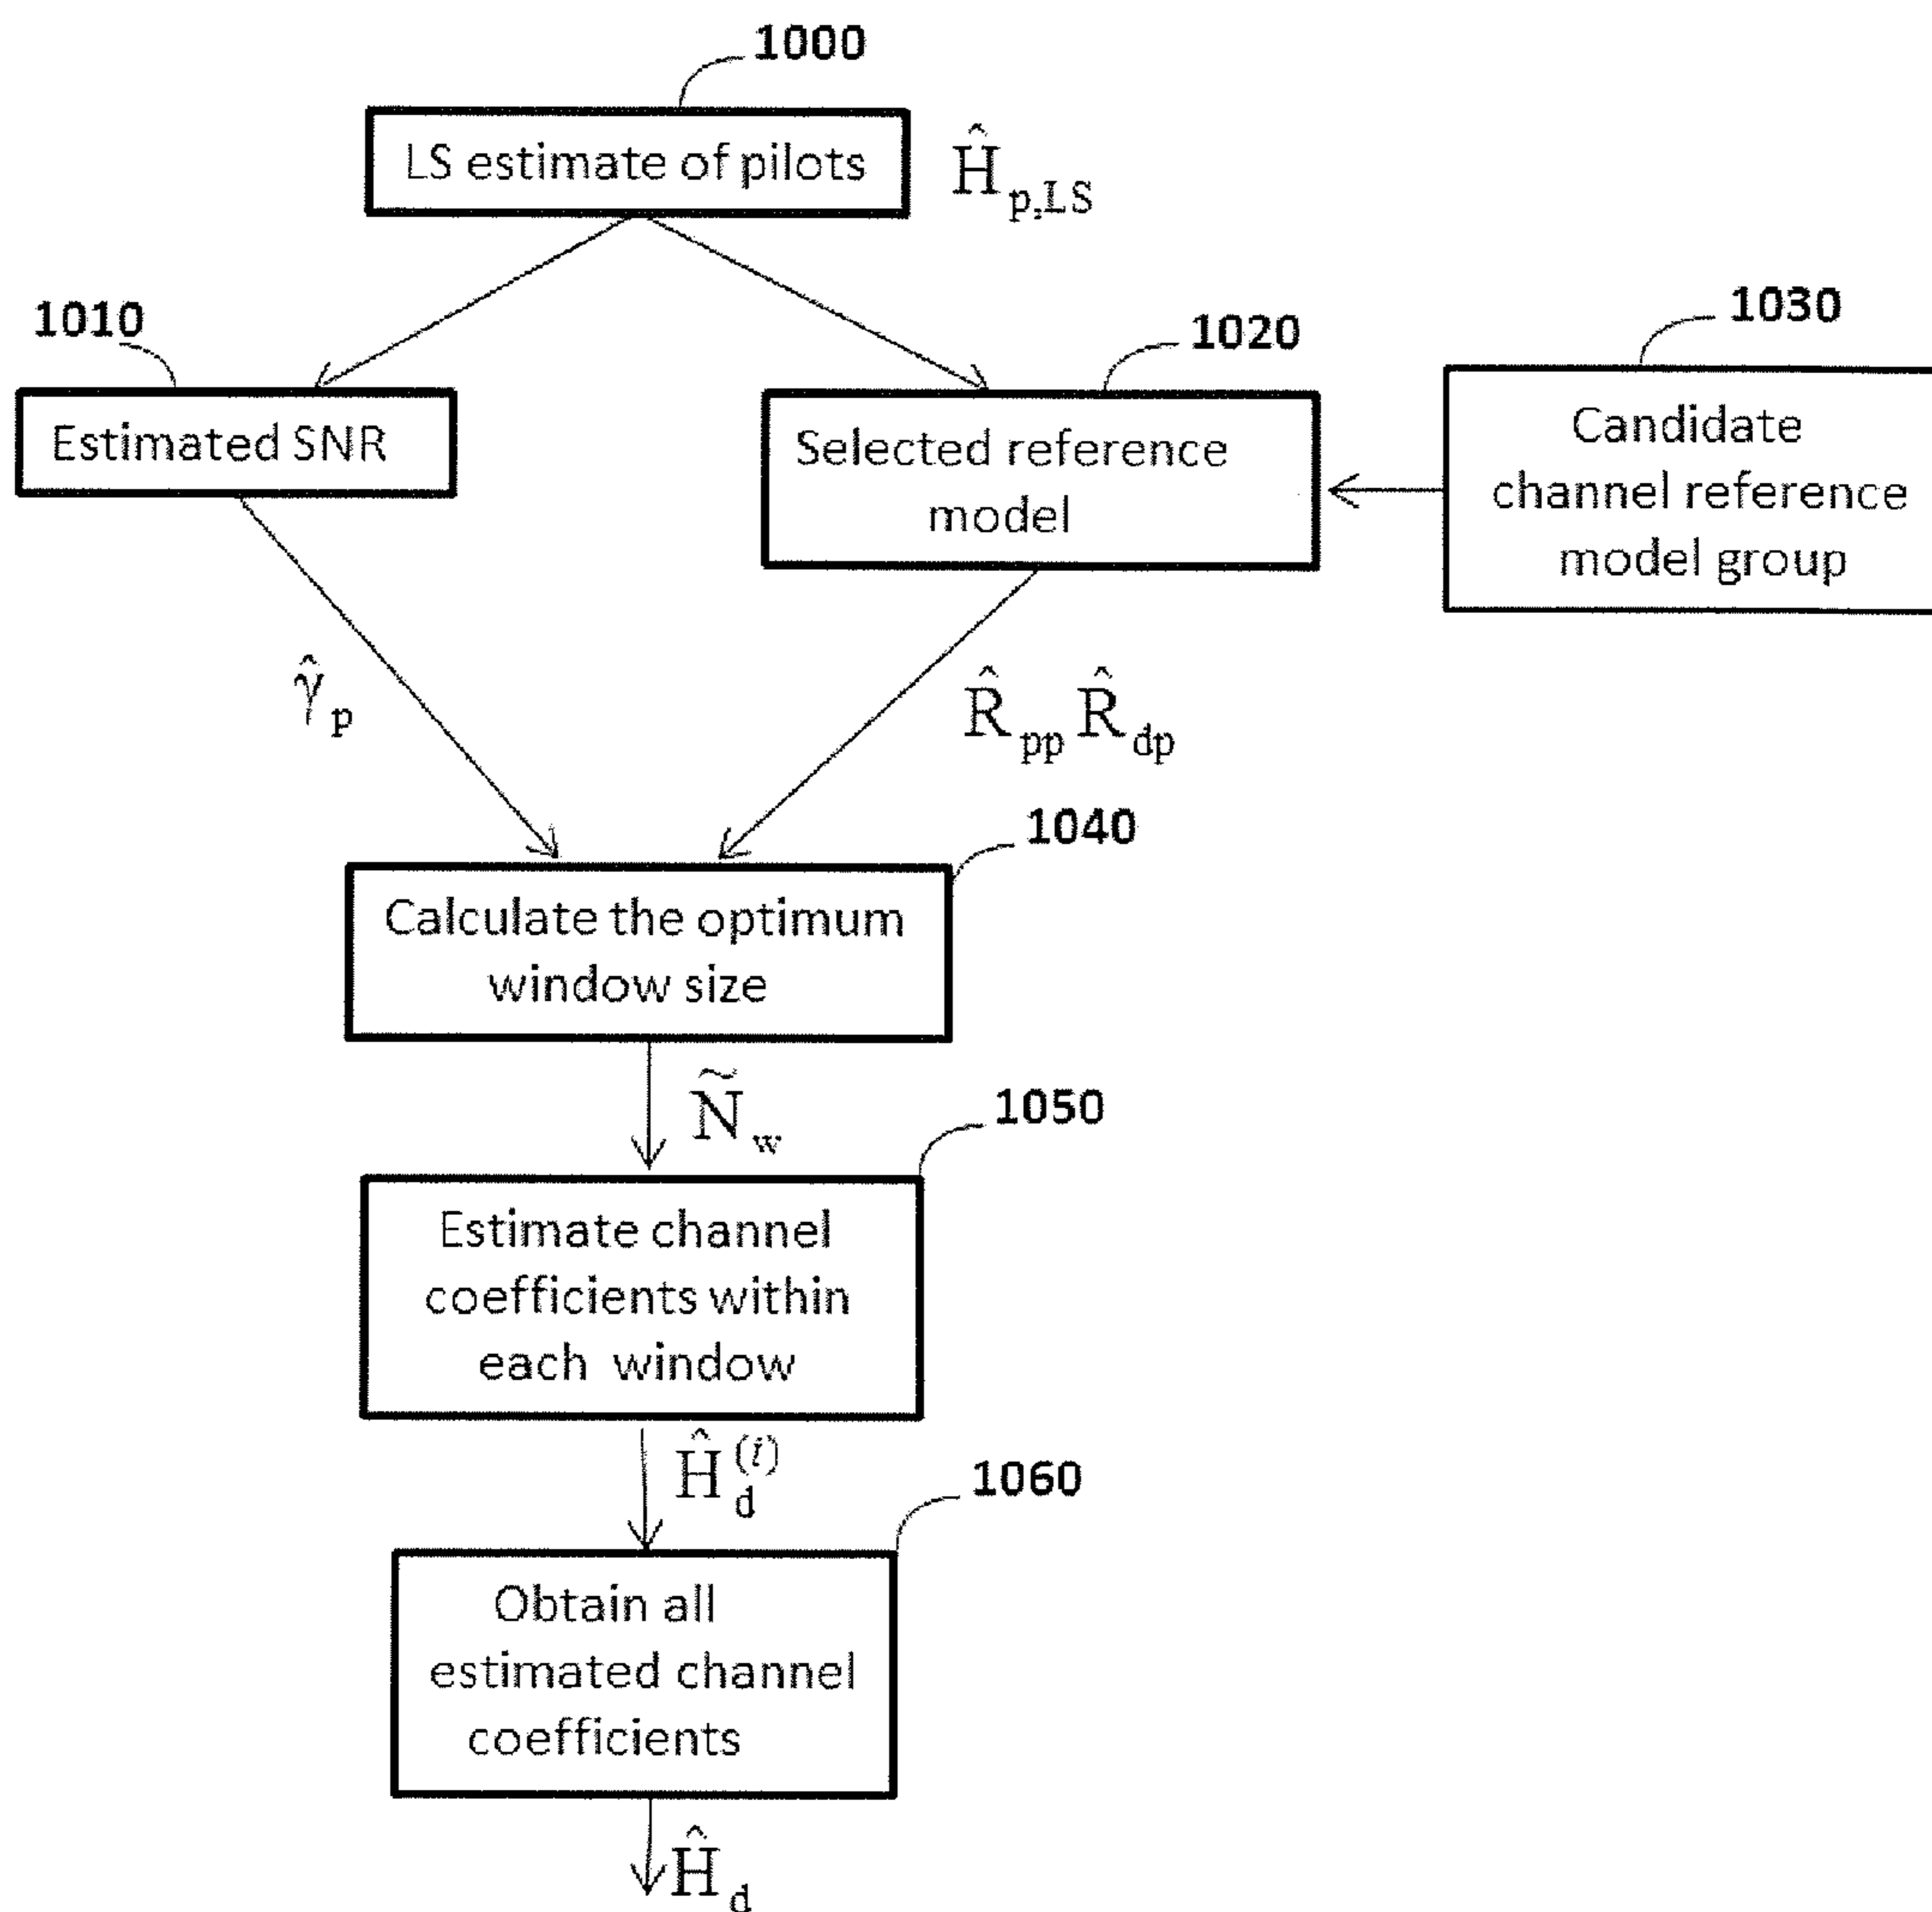 1000
LS estimate of pilots
Ĥp,LS
1010
1020
1030
Estimated SNR
Selected reference
model
Candidate
channel reference
model group
γ̂p
R̂pp R̂dp
1040
Calculate the optimum
window size
Ñw
1050
Estimate channel
coefficients within
each window
Ĥd(i)
1060
Obtain all
estimated channel
coefficients
Ĥd